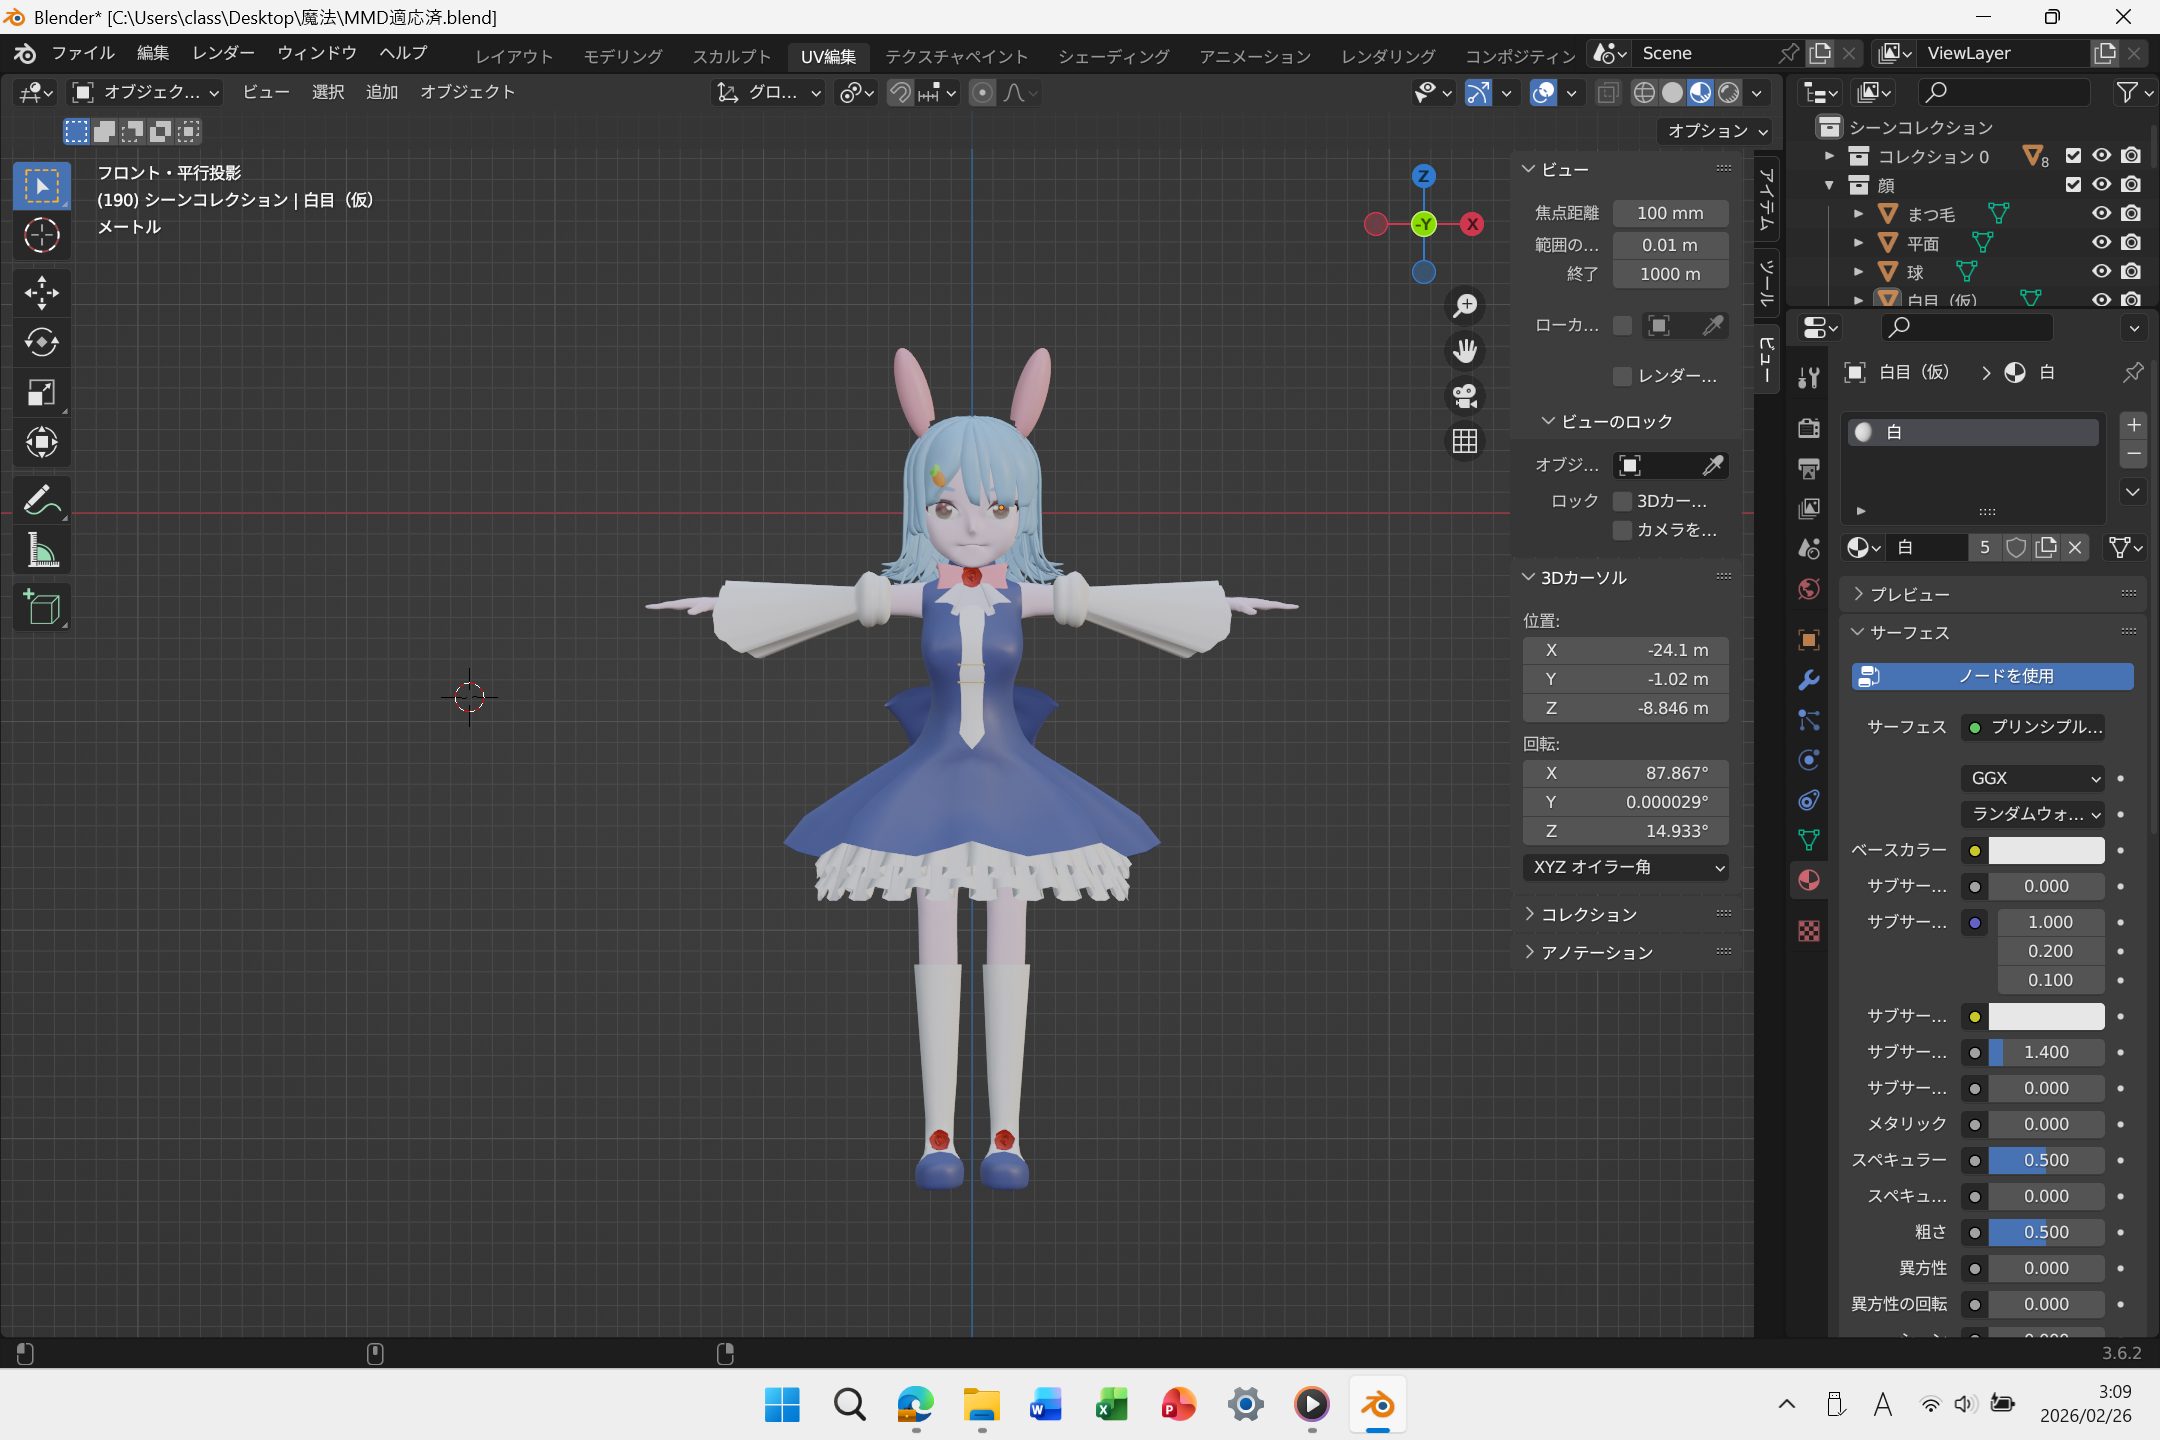 Blender* [C:\Users\class\Desktop\魔法\MMD適応済.blend]
ファイル 編集 レンダー ウィンドウ ヘルプ レイアウト モデリング スカルプト UV編集 テクスチャペイント シェーディング アニメーション レンダリング コンポジティン Scene ViewLayer
オブジェク... ビュー 選択 追加 オブジェクト グロ...
オプション
フロント・平行投影
(190) シーンコレクション | 白目（仮）
メートル
Z
-Y
X
アイテム
ツール
ビュー
ビュー
焦点距離 100 mm
範囲の... 0.01 m
終了 1000 m
ローカ...
レンダー...
ビューのロック
オブジ...
ロック 3Dカー...
カメラを...
3Dカーソル
位置:
X -24.1 m
Y -1.02 m
Z -8.846 m
回転:
X 87.867°
Y 0.000029°
Z 14.933°
XYZ オイラー角
コレクション
アノテーション
シーンコレクション
コレクション 0 8
顔
まつ毛
平面
球
白目（仮）
白目（仮） 白
白
白 5
プレビュー
サーフェス
ノードを使用
サーフェス プリンシプル...
GGX
ランダムウォ...
ベースカラー
サブサー... 0.000
サブサー... 1.000
0.200
0.100
サブサー...
サブサー... 1.400
サブサー... 0.000
メタリック 0.000
スペキュラー 0.500
スペキュ... 0.000
粗さ 0.500
異方性 0.000
異方性の回転 0.000
3.6.2
A
3:09
2026/02/26